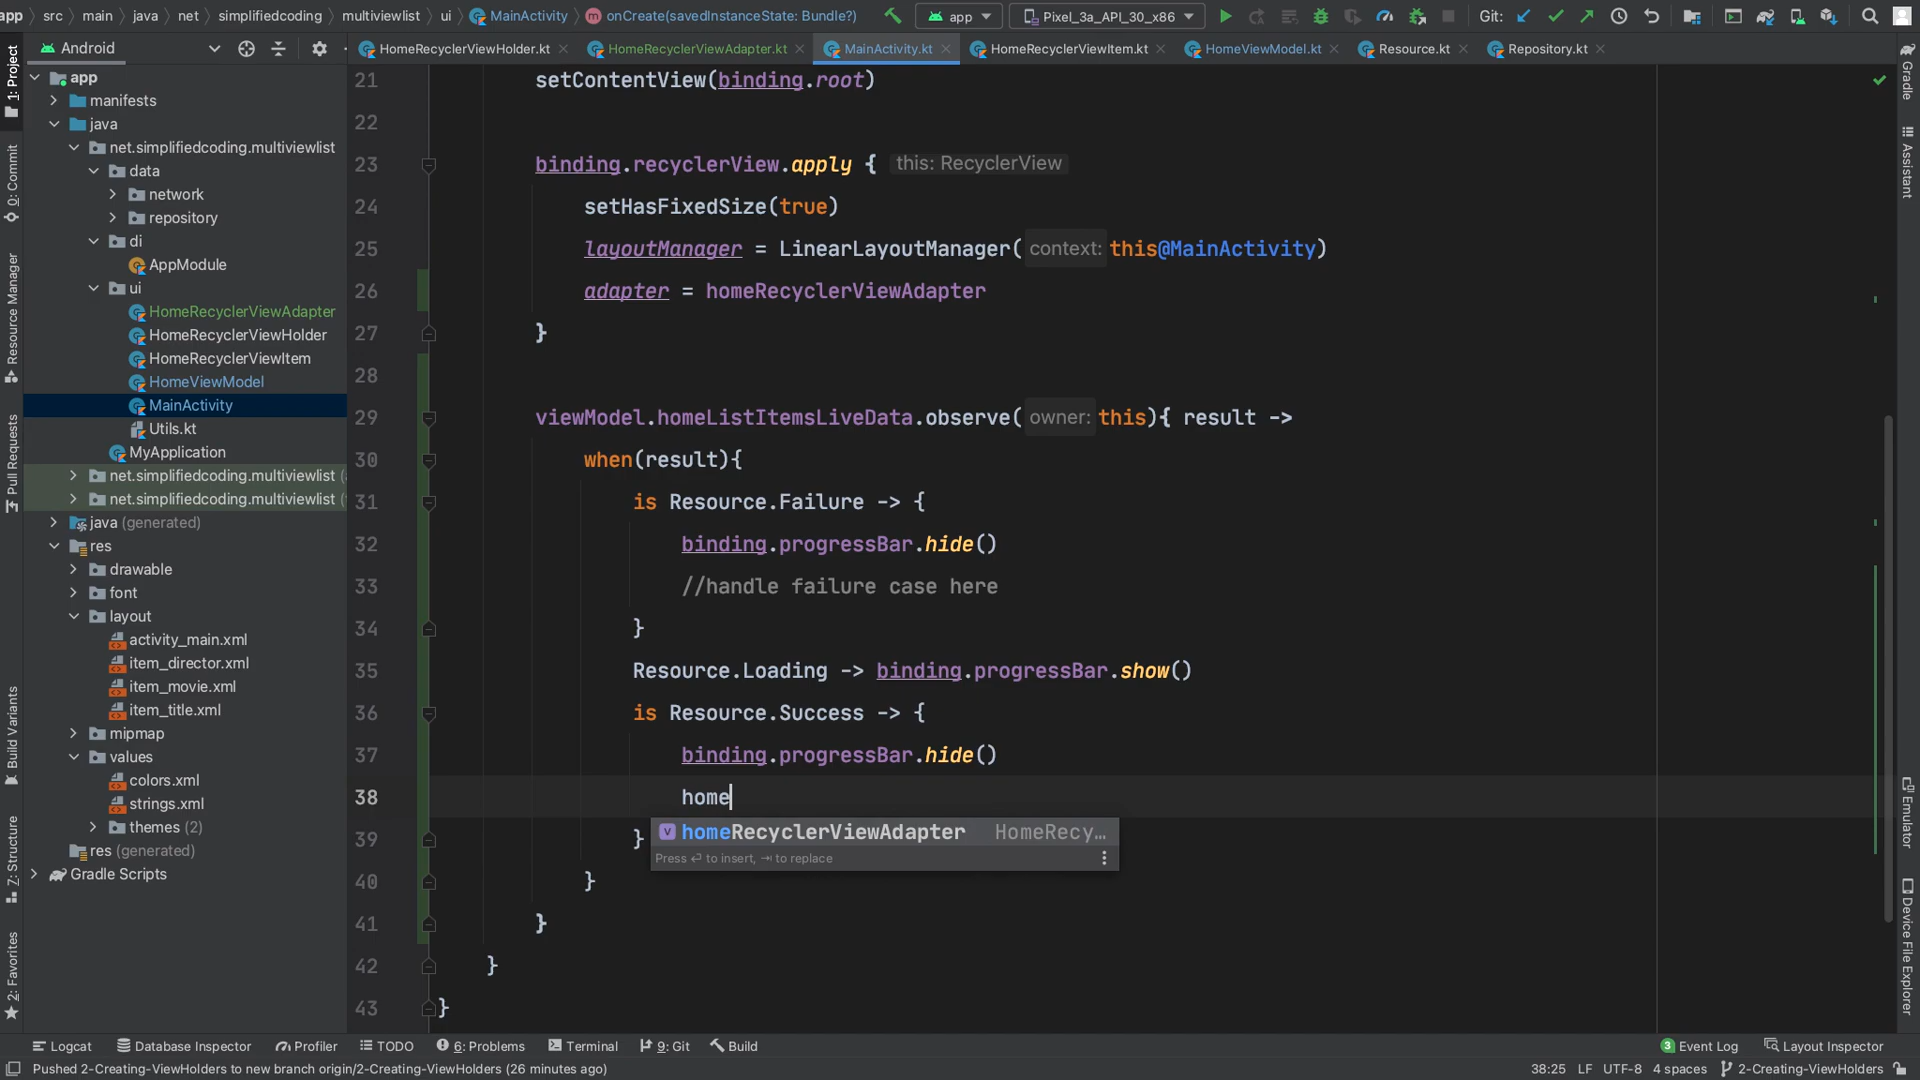 app > src > main > java > net > simplifiedcoding > multiviewlist > ui > MainActivity > onCreate(savedInstanceState: Bundle?)
app
Pixel_3a_API_30_x86
Git:
Android
HomeRecyclerViewHolder.kt
HomeRecyclerViewAdapter.kt
MainActivity.kt
HomeRecyclerViewItem.kt
HomeViewModel.kt
Resource.kt
Repository.kt
1: Project
0: Commit
Resource Manager
Pull Requests
Build Variants
7: Structure
2: Favorites
app
manifests
java
net.simplifiedcoding.multiviewlist
data
network
repository
di
AppModule
ui
HomeRecyclerViewAdapter
HomeRecyclerViewHolder
HomeRecyclerViewItem
HomeViewModel
MainActivity
Utils.kt
MyApplication
net.simplifiedcoding.multiviewlist (
net.simplifiedcoding.multiviewlist (
java (generated)
res
drawable
font
layout
activity_main.xml
item_director.xml
item_movie.xml
item_title.xml
mipmap
values
colors.xml
strings.xml
themes (2)
res (generated)
Gradle Scripts
21 setContentView(binding.root)
22
23 binding.recyclerView.apply { this: RecyclerView
24 setHasFixedSize(true)
25 layoutManager = LinearLayoutManager( context: this@MainActivity)
26 adapter = homeRecyclerViewAdapter
27 }
28
29 viewModel.homeListItemsLiveData.observe( owner: this){ result ->
30 when(result){
31 is Resource.Failure -> {
32 binding.progressBar.hide()
33 //handle failure case here
34 }
35 Resource.Loading -> binding.progressBar.show()
36 is Resource.Success -> {
37 binding.progressBar.hide()
38 home
homeRecyclerViewAdapter HomeRecy…
39 }
Press ↵ to insert, ⇥ to replace
40 }
41 }
42 }
43 }
Gradle
Assistant
Emulator
Device File Explorer
Logcat
Database Inspector
Profiler
TODO
6: Problems
Terminal
9: Git
Build
3 Event Log
Layout Inspector
Pushed 2-Creating-ViewHolders to new branch origin/2-Creating-ViewHolders (26 minutes ago)
38:25 LF UTF-8 4 spaces 2-Creating-ViewHolders